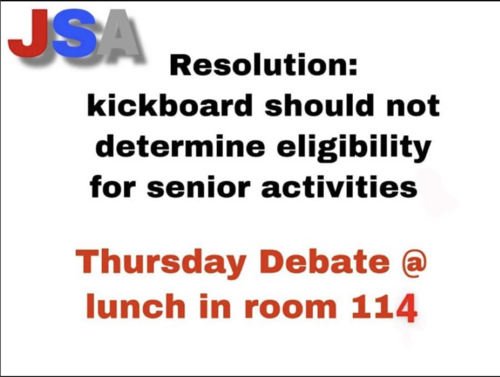 JSA
Resolution:
kickboard should not
determine eligibility
for senior activities
Thursday Debate @
lunch in room 114